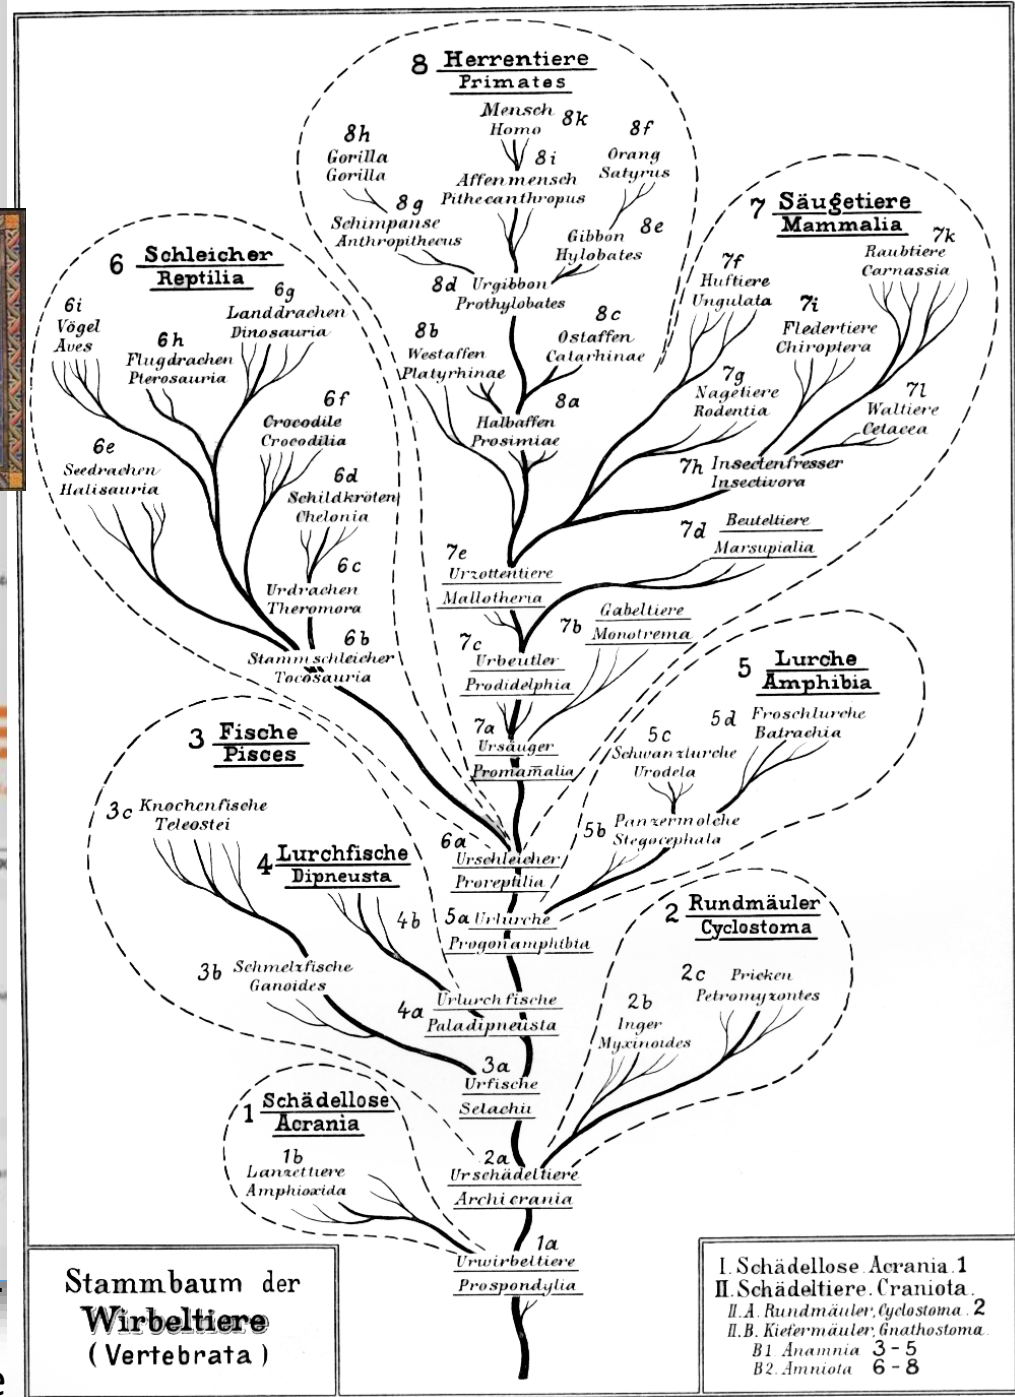 8 Herrentiere
Primates
Mensch
Homo 8k
8h
Gorilla
Gorilla
8f
Orang
Satyrus
8i
Affenmensch
Pithecanthropus
8g
Schimpanse
Anthropithecus
Gibbon 8e
Hylobates
8d Urgibbon
Prothylobates
8b
Westaffen
Platyrhinae
8c
Ostaffen
Catarhinae
8a
Halbaffen
Prosimiae
7 Säugetiere
Mammalia
7k
Raubtiere
Carnassia
7f
Huftiere
Ungulata
7i
Fledertiere
Chiroptera
7g
Nagetiere
Rodentia
7l
Waltiere
Cetacea
7h Insectenfresser
Insectivora
7d Beuteltiere
Marsupialia
7e
Urzottentiere
Mallotheria
7b Gabeltiere
Monotrema
7c
Urbeutler
Prodidelphia
7a
Ursäuger
Promam̄alia
6 Schleicher
Reptilia
6i
Vögel
Aves
6g
Landdrachen
Dinosauria
6h
Flugdrachen
Pterosauria
6f
Crocodile
Crocodilia
6e
Seedrachen
Halisauria
6d
Schildkröten
Chelonia
6c
Urdrachen
Theromora
6b
Stammschleicher
Tocosauria
6a
Urschleicher
Proreptilia
5 Lurche
Amphibia
5d Froschlurche
Batrachia
5c
Schwanzlurche
Urodela
5b Panzermolche
Stegocephala
5a Urlurche
Progonamphibia
3 Fische
Pisces
3c Knochenfische
Teleostei
4 Lurchfische
Dipneusta
4b
3b Schmelzfische
Ganoides
4a Urlurchfische
Paladipneusta
3a
Urfische
Selachii
2 Rundmäuler
Cyclostoma
2c Pricken
Petromyzontes
2b
Inger
Myxinoides
1 Schädellose
Acrania
1b
Lanzettiere
Amphioxida
2a
Urschädeltiere
Archicrania
1a
Urwirbeltiere
Prospondylia
Stammbaum der
Wirbeltiere
(Vertebrata)
I. Schädellose. Acrania. 1
II. Schädeltiere. Craniota.
II. A. Rundmäuler, Cyclostoma. 2
II. B. Kiefermäuler, Gnathostoma.
B1. Anamnia 3-5
B2. Amniota 6-8